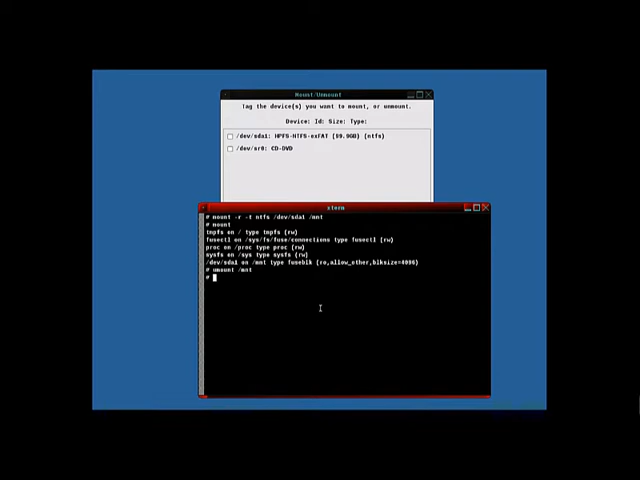 Mount/Unmount
Tag the device(s) you want to mount, or unmount.
Device: Id: Size: Type:
/dev/sda1: HPFS-NTFS-exFAT [99.9GB] (ntfs)
/dev/sr0: CD-DVD
xterm
# mount -r -t ntfs /dev/sda1 /mnt
# mount
tmpfs on / type tmpfs (rw)
fusectl on /sys/fs/fuse/connections type fusectl (rw)
proc on /proc type proc (rw)
sysfs on /sys type sysfs (rw)
/dev/sda1 on /mnt type fuseblk (ro,allow_other,blksize=4096)
# umount /mnt
#